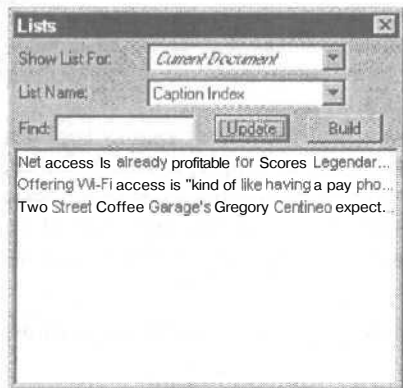 Lists
Show List For: Current Document
List Name: Caption Index
Find: Update Build
Net access Is already profitable for Scores Legendar...
Offering Wi-Fi access is "kind of like having a pay pho...
Two Street Coffee Garage's Gregory Centineo expect...